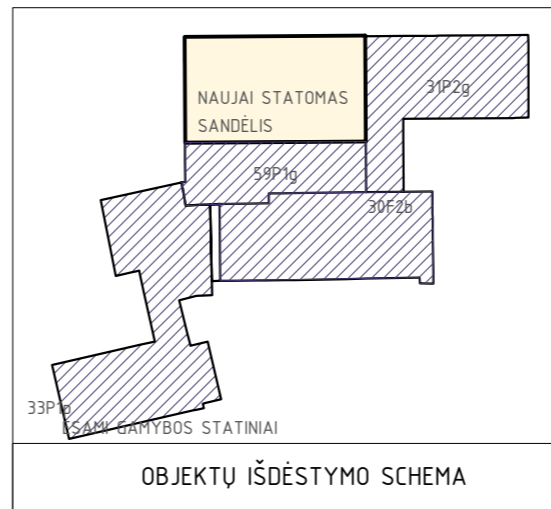 31P2g
NAUJAI STATOMAS
SANDĖLIS
59P1g
30F2b
33P1p
ESAMI GAMYBOS STATINIAI
OBJEKTŲ IŠDĖSTYMO SCHEMA